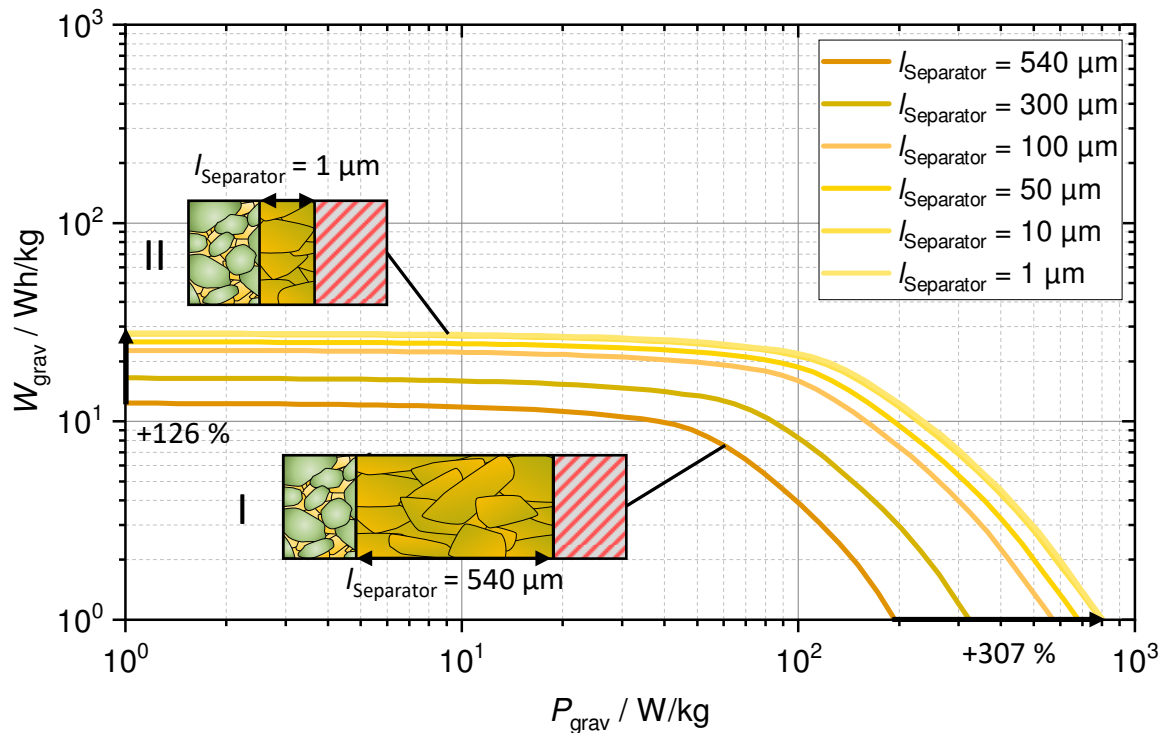 10³
10²
10¹
10⁰
W_grav / Wh/kg
10⁰
10¹
10²
10³
P_grav / W/kg
l_Separator = 540 µm
l_Separator = 300 µm
l_Separator = 100 µm
l_Separator = 50 µm
l_Separator = 10 µm
l_Separator = 1 µm
l_Separator = 1 µm
II
+126 %
I
l_Separator = 540 µm
+307 %